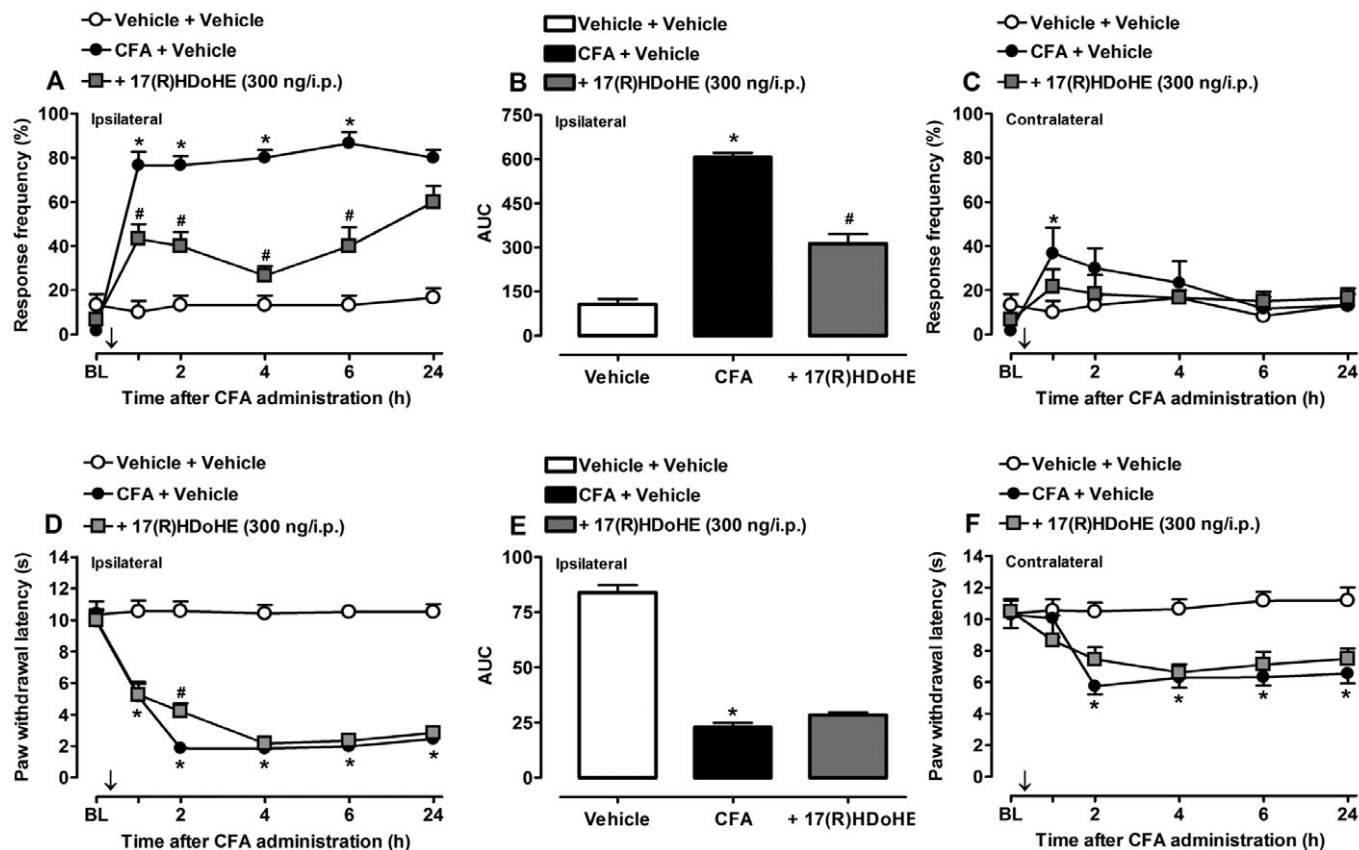 Vehicle + Vehicle
CFA + Vehicle
+ 17(R)HDoHE (300 ng/i.p.)
A
Ipsilateral
Response frequency (%)
100
80
60
40
20
0
* * * *
# # # #
BL 2 4 6 24
Time after CFA administration (h)
Vehicle + Vehicle
CFA + Vehicle
+ 17(R)HDoHE (300 ng/i.p.)
B
Ipsilateral
AUC
750
600
450
300
150
0
*
#
Vehicle CFA + 17(R)HDoHE
Vehicle + Vehicle
CFA + Vehicle
+ 17(R)HDoHE (300 ng/i.p.)
C
Contralateral
Response frequency (%)
100
80
60
40
20
0
*
BL 2 4 6 24
Time after CFA administration (h)
Vehicle + Vehicle
CFA + Vehicle
+ 17(R)HDoHE (300 ng/i.p.)
D
Ipsilateral
Paw withdrawal latency (s)
14
12
10
8
6
4
2
0
#
* * * * *
BL 2 4 6 24
Time after CFA administration (h)
Vehicle + Vehicle
CFA + Vehicle
+ 17(R)HDoHE (300 ng/i.p.)
E
Ipsilateral
AUC
100
75
50
25
0
*
Vehicle CFA + 17(R)HDoHE
Vehicle + Vehicle
CFA + Vehicle
+ 17(R)HDoHE (300 ng/i.p.)
F
Contralateral
Paw withdrawal latency (s)
14
12
10
8
6
4
2
0
* * * *
BL 2 4 6 24
Time after CFA administration (h)